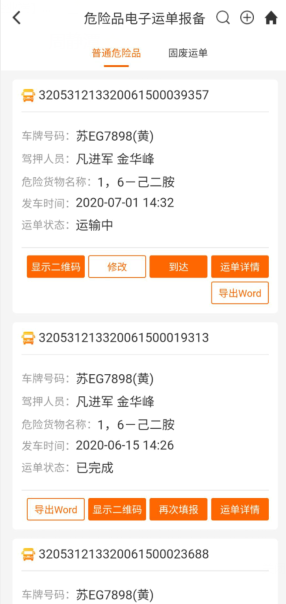 危险品电子运单报备
普通危险品 固废运单
320531213320061500039357
车牌号码: 苏EG7898(黄)
驾押人员: 凡进军 金华峰
危险货物名称: 1，6－己二胺
发车时间: 2020-07-01 14:32
运单状态: 运输中
显示二维码 修改 到达 运单详情
导出Word
320531213320061500019313
车牌号码: 苏EG7898(黄)
驾押人员: 凡进军 金华峰
危险货物名称: 1，6－己二胺
发车时间: 2020-06-15 14:26
运单状态: 已完成
导出Word 显示二维码 再次填报 运单详情
320531213320061500023688
车牌号码: 苏EG7898(黄)